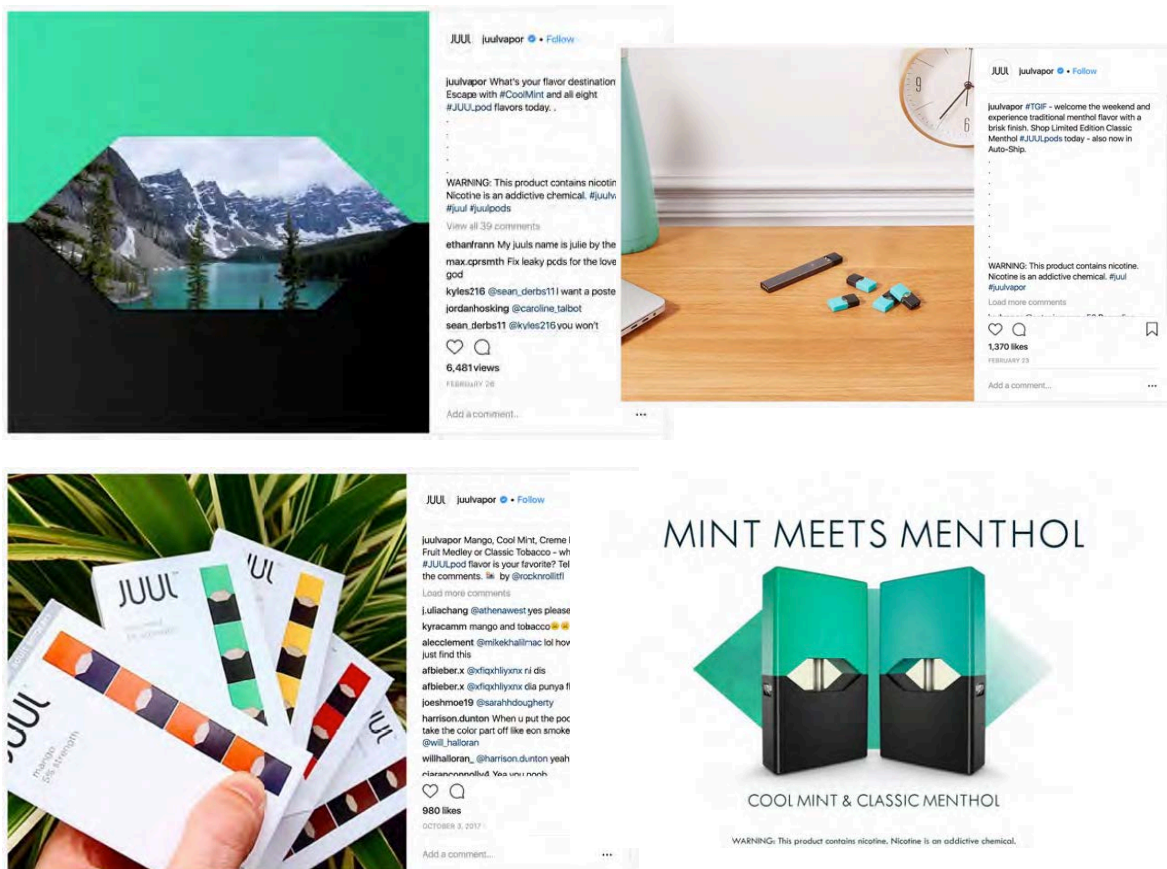 JUUL juulvapor • Follow
juulvapor What's your flavor destination
Escape with #CoolMint and all eight
#JUULpod flavors today. .
.
.
.
.
WARNING: This product contains nicotin
Nicotine is an addictive chemical. #juulv
#juul #juulpods
View all 39 comments
ethanfrann My juuls name is julie by the
max.cprsmth Fix leaky pods for the love
god
kyles216 @sean_derbs11 I want a poste
jordanhosking @caroline_talbot
sean_derbs11 @kyles216 you won't
6,481 views
FEBRUARY 26
Add a comment...
9
6
JUUL juulvapor • Follow
juulvapor #TGIF - welcome the weekend and
experience traditional menthol flavor with a
brisk finish. Shop Limited Edition Classic
Menthol #JUULpods today - also now in
Auto-Ship.
.
.
.
.
.
.
WARNING: This product contains nicotine.
Nicotine is an addictive chemical. #juul
#juulvapor
Load more comments
1,370 likes
FEBRUARY 23
Add a comment...
JUUL
JUUL
JUUL
mango
5% strength
JUUL juulvapor • Follow
juulvapor Mango, Cool Mint, Creme
Fruit Medley or Classic Tobacco - wh
#JUULpod flavor is your favorite? Tel
the comments. by @rocknrollitfl
Load more comments
j.uliachang @athenawest yes please
kyracamm mango and tobacco
alecclement @mikekhalilmac lol how
just find this
afbieber.x @xfiqxhliyxnx ni dis
afbieber.x @xfiqxhliyxnx dia punya fl
joeshmoe19 @sarahhdougherty
harrison.dunton When u put the poc
take the color part off like eon smoke
@will_halloran
willhalloran_ @harrison.dunton yeah
ciaranconnolly4 Yea you noob
980 likes
OCTOBER 3, 2017
Add a comment...
MINT MEETS MENTHOL
COOL MINT & CLASSIC MENTHOL
WARNING: This product contains nicotine. Nicotine is an addictive chemical.